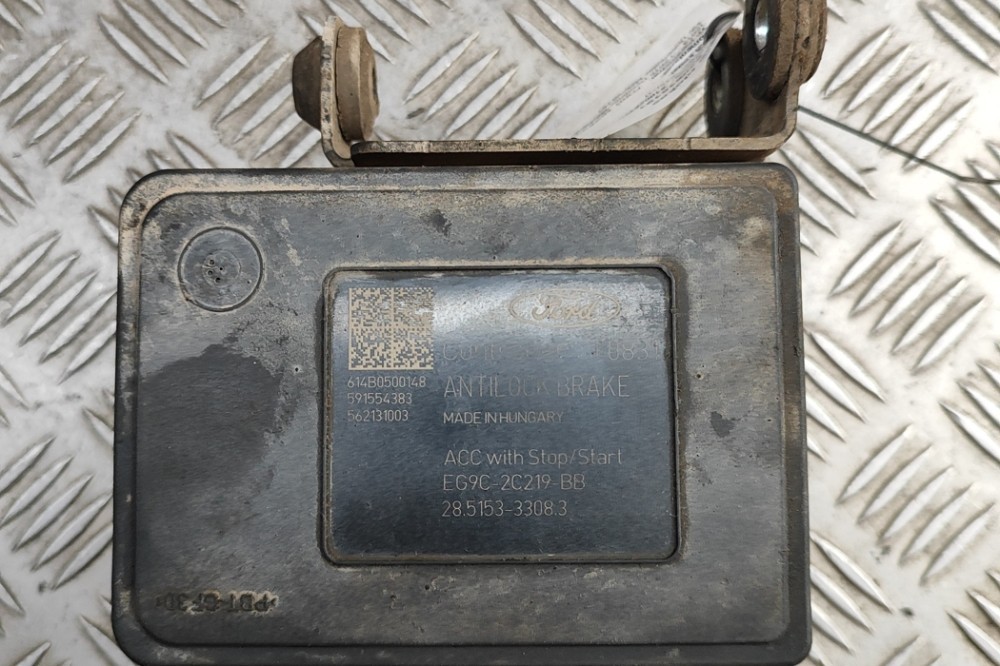 Ford
614B0500148
591554383
562131003
ANTILOCK BRAKE
MADE IN HUNGARY
ACC with Stop/Start
EG9C-2C219-BB
28.5153-3308.3
>PBT-GF30<